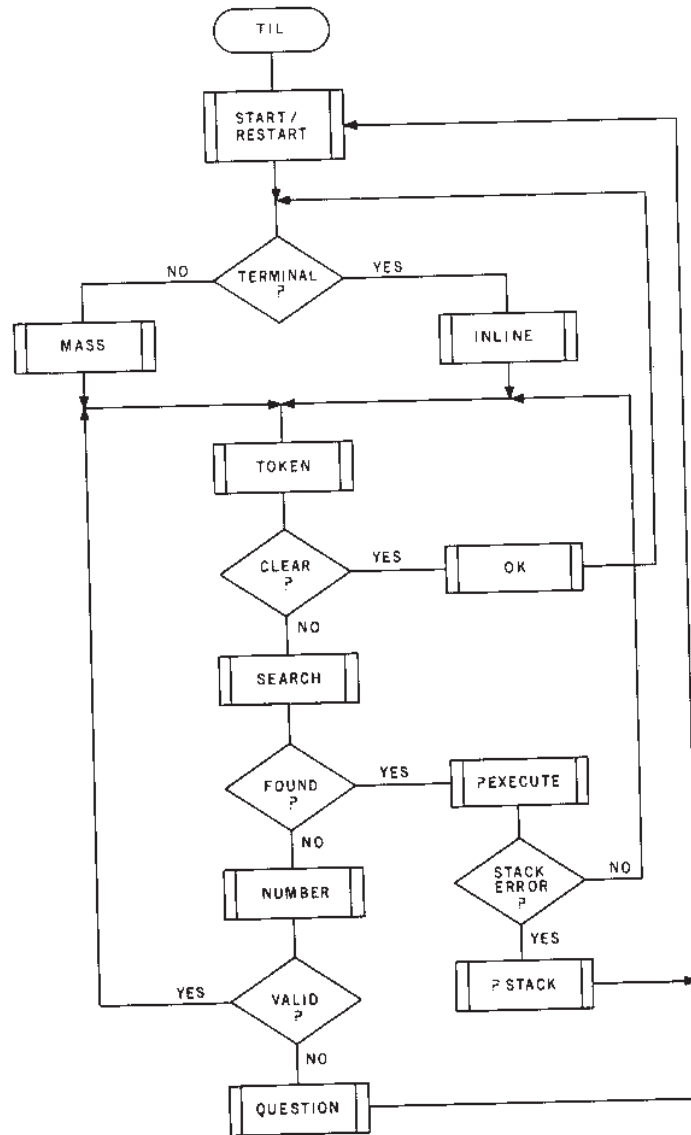 TIL
START/
RESTART
NO
TERMINAL
?
YES
MASS
INLINE
TOKEN
CLEAR
?
YES
OK
NO
SEARCH
FOUND
?
YES
?EXECUTE
NO
NUMBER
STACK
ERROR
?
NO
YES
?STACK
YES
VALID
?
NO
QUESTION